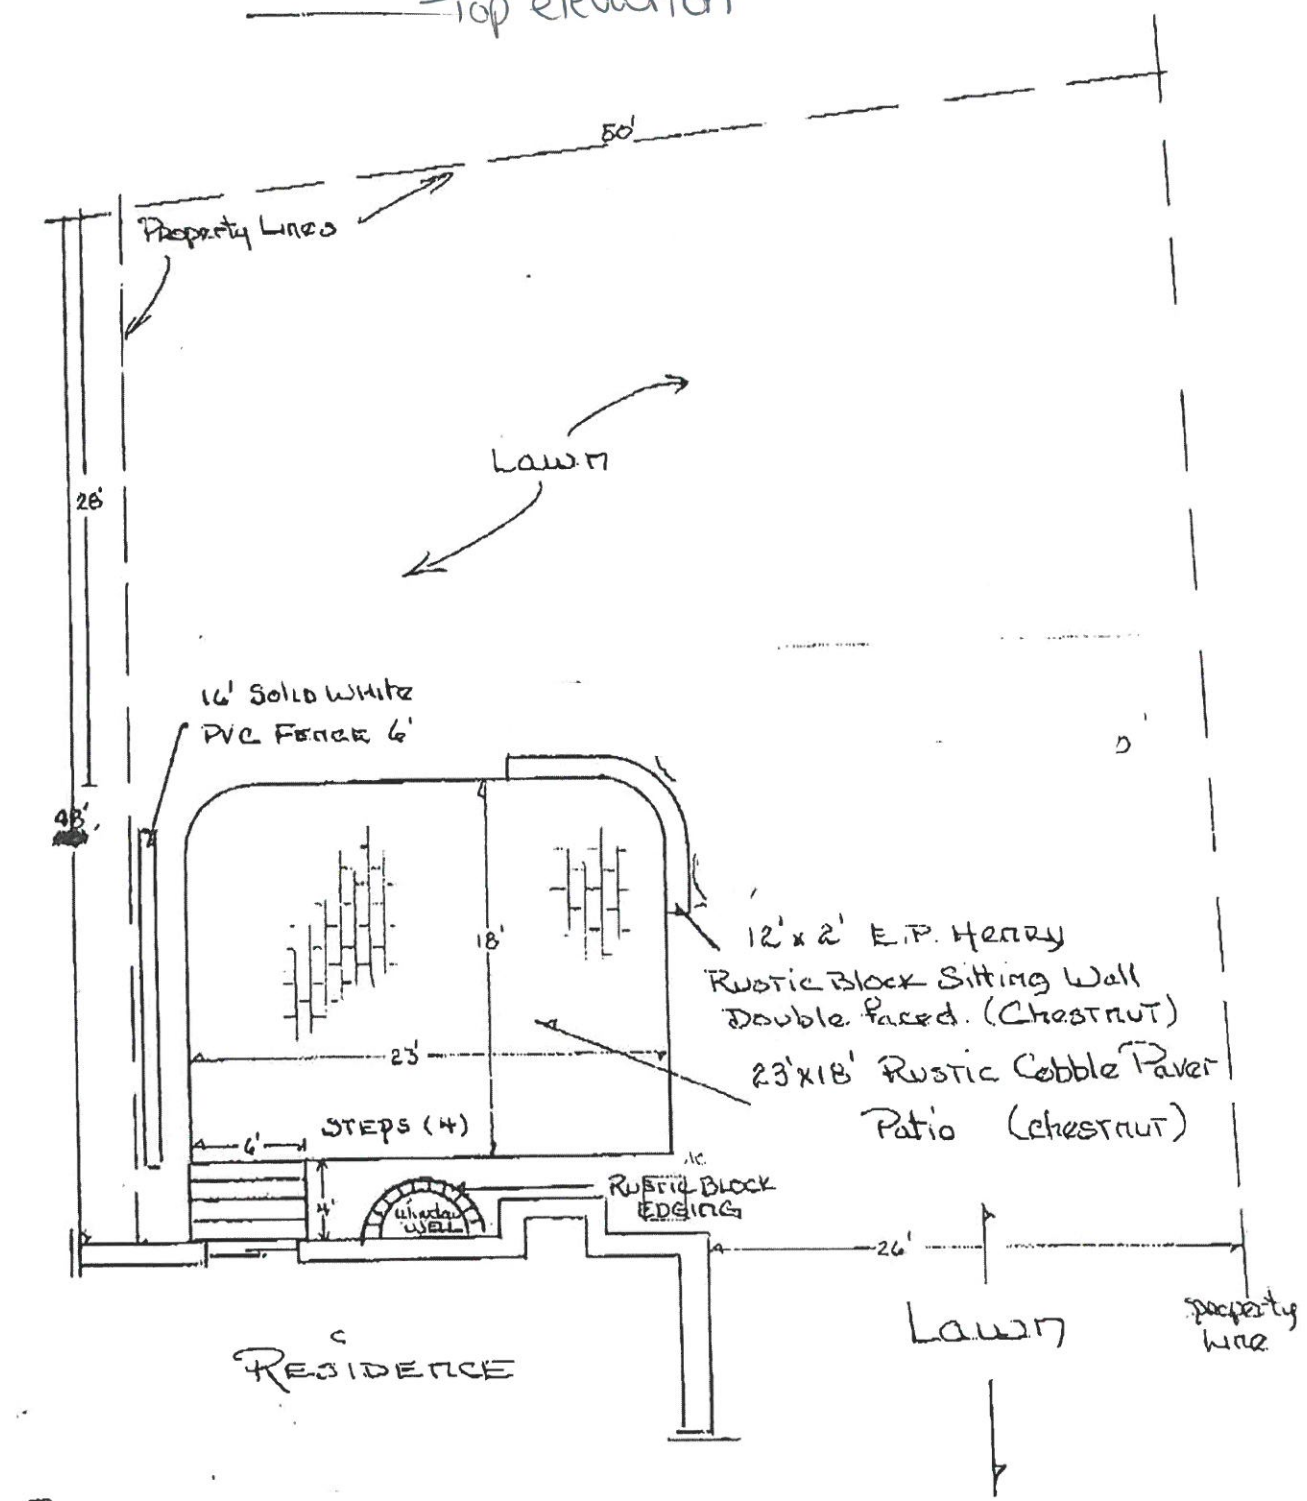 Top elevation
50'
Property Lines
28'
Lawn
16' Solid White
PVC Fence 6'
48'
18'
12' x 2' E.P. Henry
Rustic Block Sitting Wall
Double faced. (Chestnut)
23'
23'x18' Rustic Cobble Paver
Patio (Chestnut)
STEPS (4)
6'
4'
Rustic Block
EDGING
Window
WELL
26'
Lawn
property
Line
RESIDENCE